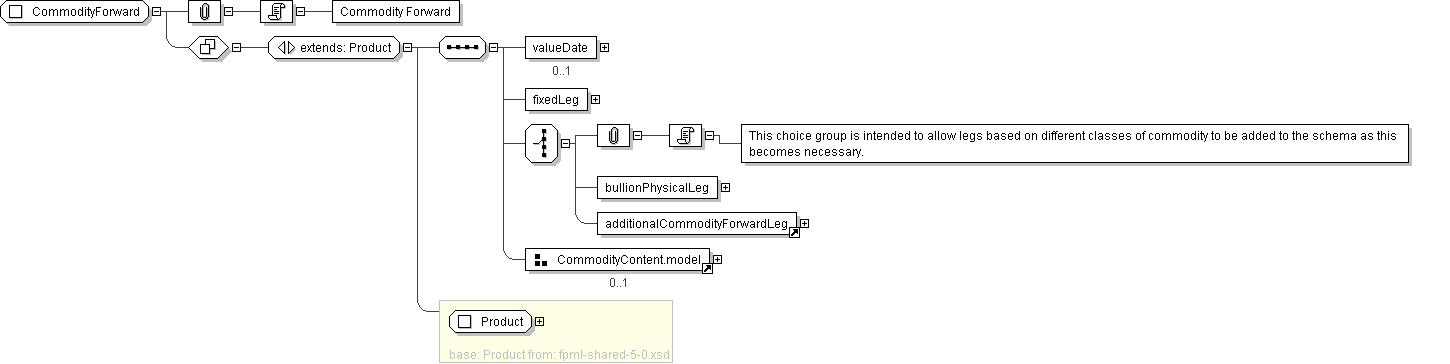 CommodityForward
Commodity Forward
extends: Product
valueDate
0..1
fixedLeg
This choice group is intended to allow legs based on different classes of commodity to be added to the schema as this
becomes necessary.
bullionPhysicalLeg
additionalCommodityForwardLeg
CommodityContent.model
0..1
Product
base: Product from: fpml-shared-5-0.xsd